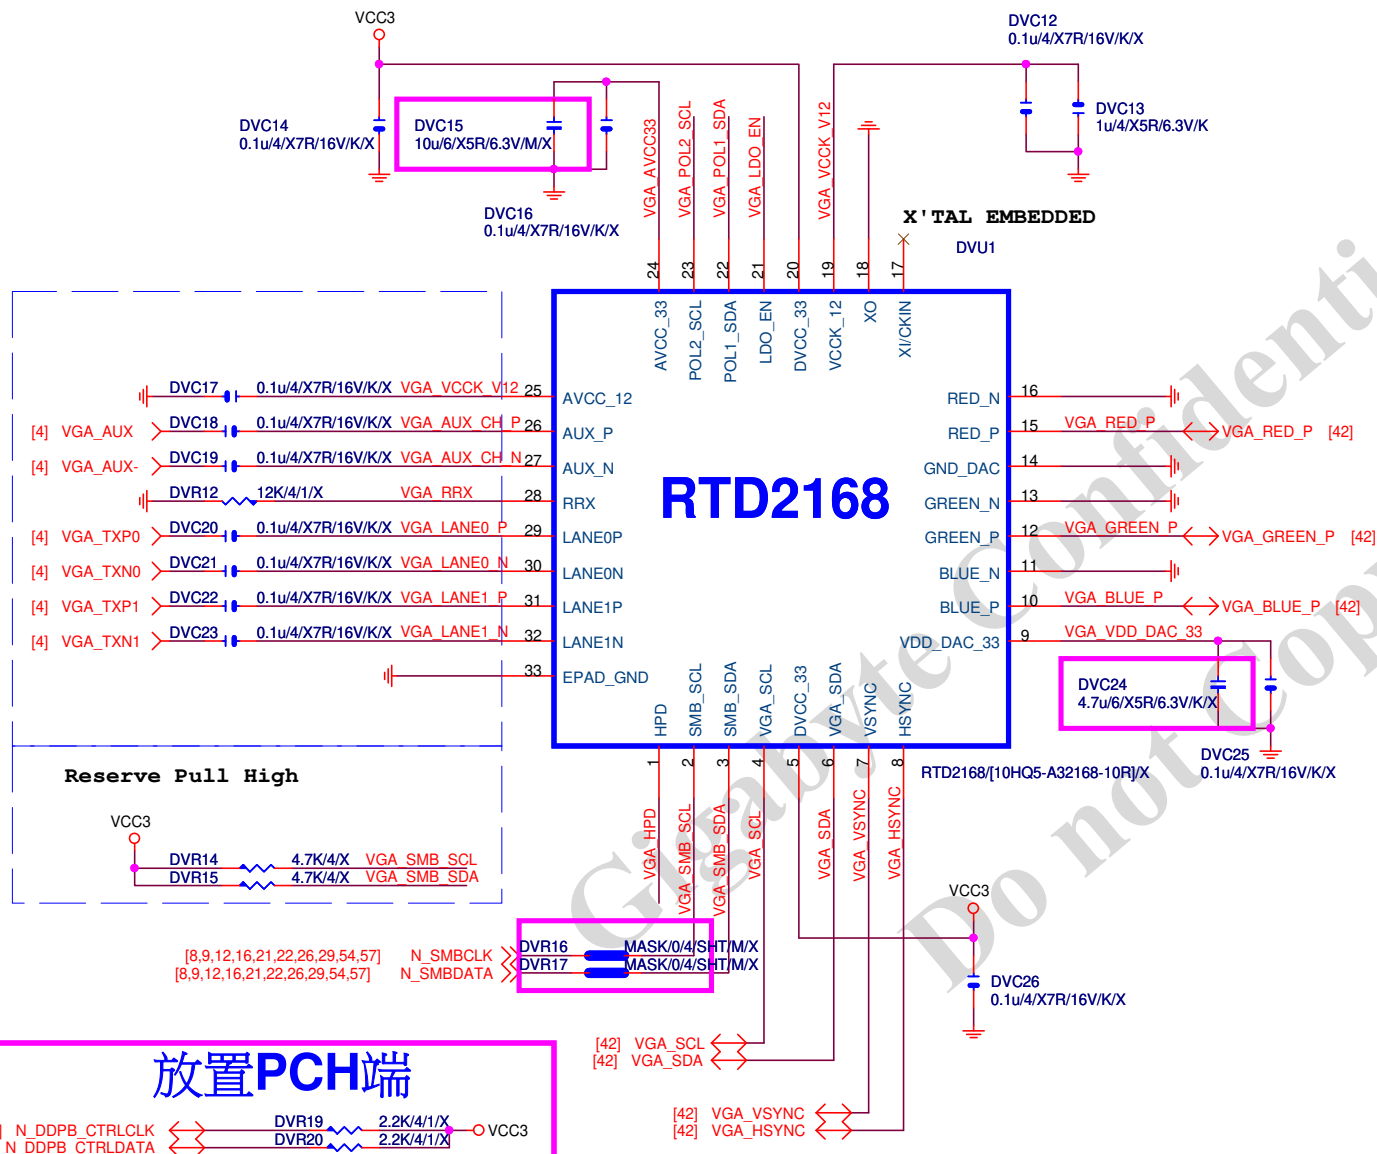 VCC3
DVC12
0.1u/4/X7R/16V/K/X
DVC13
1u/4/X5R/6.3V/K
DVC14
0.1u/4/X7R/16V/K/X
DVC15
10u/6/X5R/6.3V/M/X
DVC16
0.1u/4/X7R/16V/K/X
VGA_AVCC33
VGA_POL2_SCL
VGA_POL1_SDA
VGA_LDO_EN
VGA_VCCK_V12
X'TAL EMBEDDED
DVU1
24
23
22
21
20
19
18
17
AVCC_33
POL2_SCL
POL1_SDA
LDO_EN
DVCC_33
VCCK_12
XO
XI/CKIN
DVC17 0.1u/4/X7R/16V/K/X VGA_VCCK_V12 25 AVCC_12
[4] VGA_AUX DVC18 0.1u/4/X7R/16V/K/X VGA_AUX_CH_P 26 AUX_P
[4] VGA_AUX- DVC19 0.1u/4/X7R/16V/K/X VGA_AUX_CH_N 27 AUX_N
DVR12 12K/4/1/X VGA_RRX 28 RRX
[4] VGA_TXP0 DVC20 0.1u/4/X7R/16V/K/X VGA_LANE0_P 29 LANE0P
[4] VGA_TXN0 DVC21 0.1u/4/X7R/16V/K/X VGA_LANE0_N 30 LANE0N
[4] VGA_TXP1 DVC22 0.1u/4/X7R/16V/K/X VGA_LANE1_P 31 LANE1P
[4] VGA_TXN1 DVC23 0.1u/4/X7R/16V/K/X VGA_LANE1_N 32 LANE1N
33 EPAD_GND
RTD2168
RED_N 16
RED_P 15 VGA_RED_P VGA_RED_P [42]
GND_DAC 14
GREEN_N 13
GREEN_P 12 VGA_GREEN_P VGA_GREEN_P [42]
BLUE_N 11
BLUE_P 10 VGA_BLUE_P VGA_BLUE_P [42]
VDD_DAC_33 9 VGA_VDD_DAC_33
DVC24
4.7u/6/X5R/6.3V/K/X
DVC25
0.1u/4/X7R/16V/K/X
HPD
SMB_SCL
SMB_SDA
VGA_SCL
DVCC_33
VGA_SDA
VSYNC
HSYNC
1
2
3
4
5
6
7
8
RTD2168/[10HQ5-A32168-10R]/X
VGA_HPD
VGA_SMB_SCL
VGA_SMB_SDA
VGA_SCL
VGA_SDA
VGA_VSYNC
VGA_HSYNC
Reserve Pull High
VCC3
DVR14 4.7K/4/X VGA_SMB_SCL
DVR15 4.7K/4/X VGA_SMB_SDA
[8,9,12,16,21,22,26,29,54,57] N_SMBCLK DVR16 MASK/0/4/SHT/M/X
[8,9,12,16,21,22,26,29,54,57] N_SMBDATA DVR17 MASK/0/4/SHT/M/X
VCC3
DVC26
0.1u/4/X7R/16V/K/X
[42] VGA_SCL
[42] VGA_SDA
[42] VGA_VSYNC
[42] VGA_HSYNC
放置PCH端
] N_DDPB_CTRLCLK DVR19 2.2K/4/1/X VCC3
N_DDPB_CTRLDATA DVR20 2.2K/4/1/X
Gigabyte Confidenti
Do not Copy